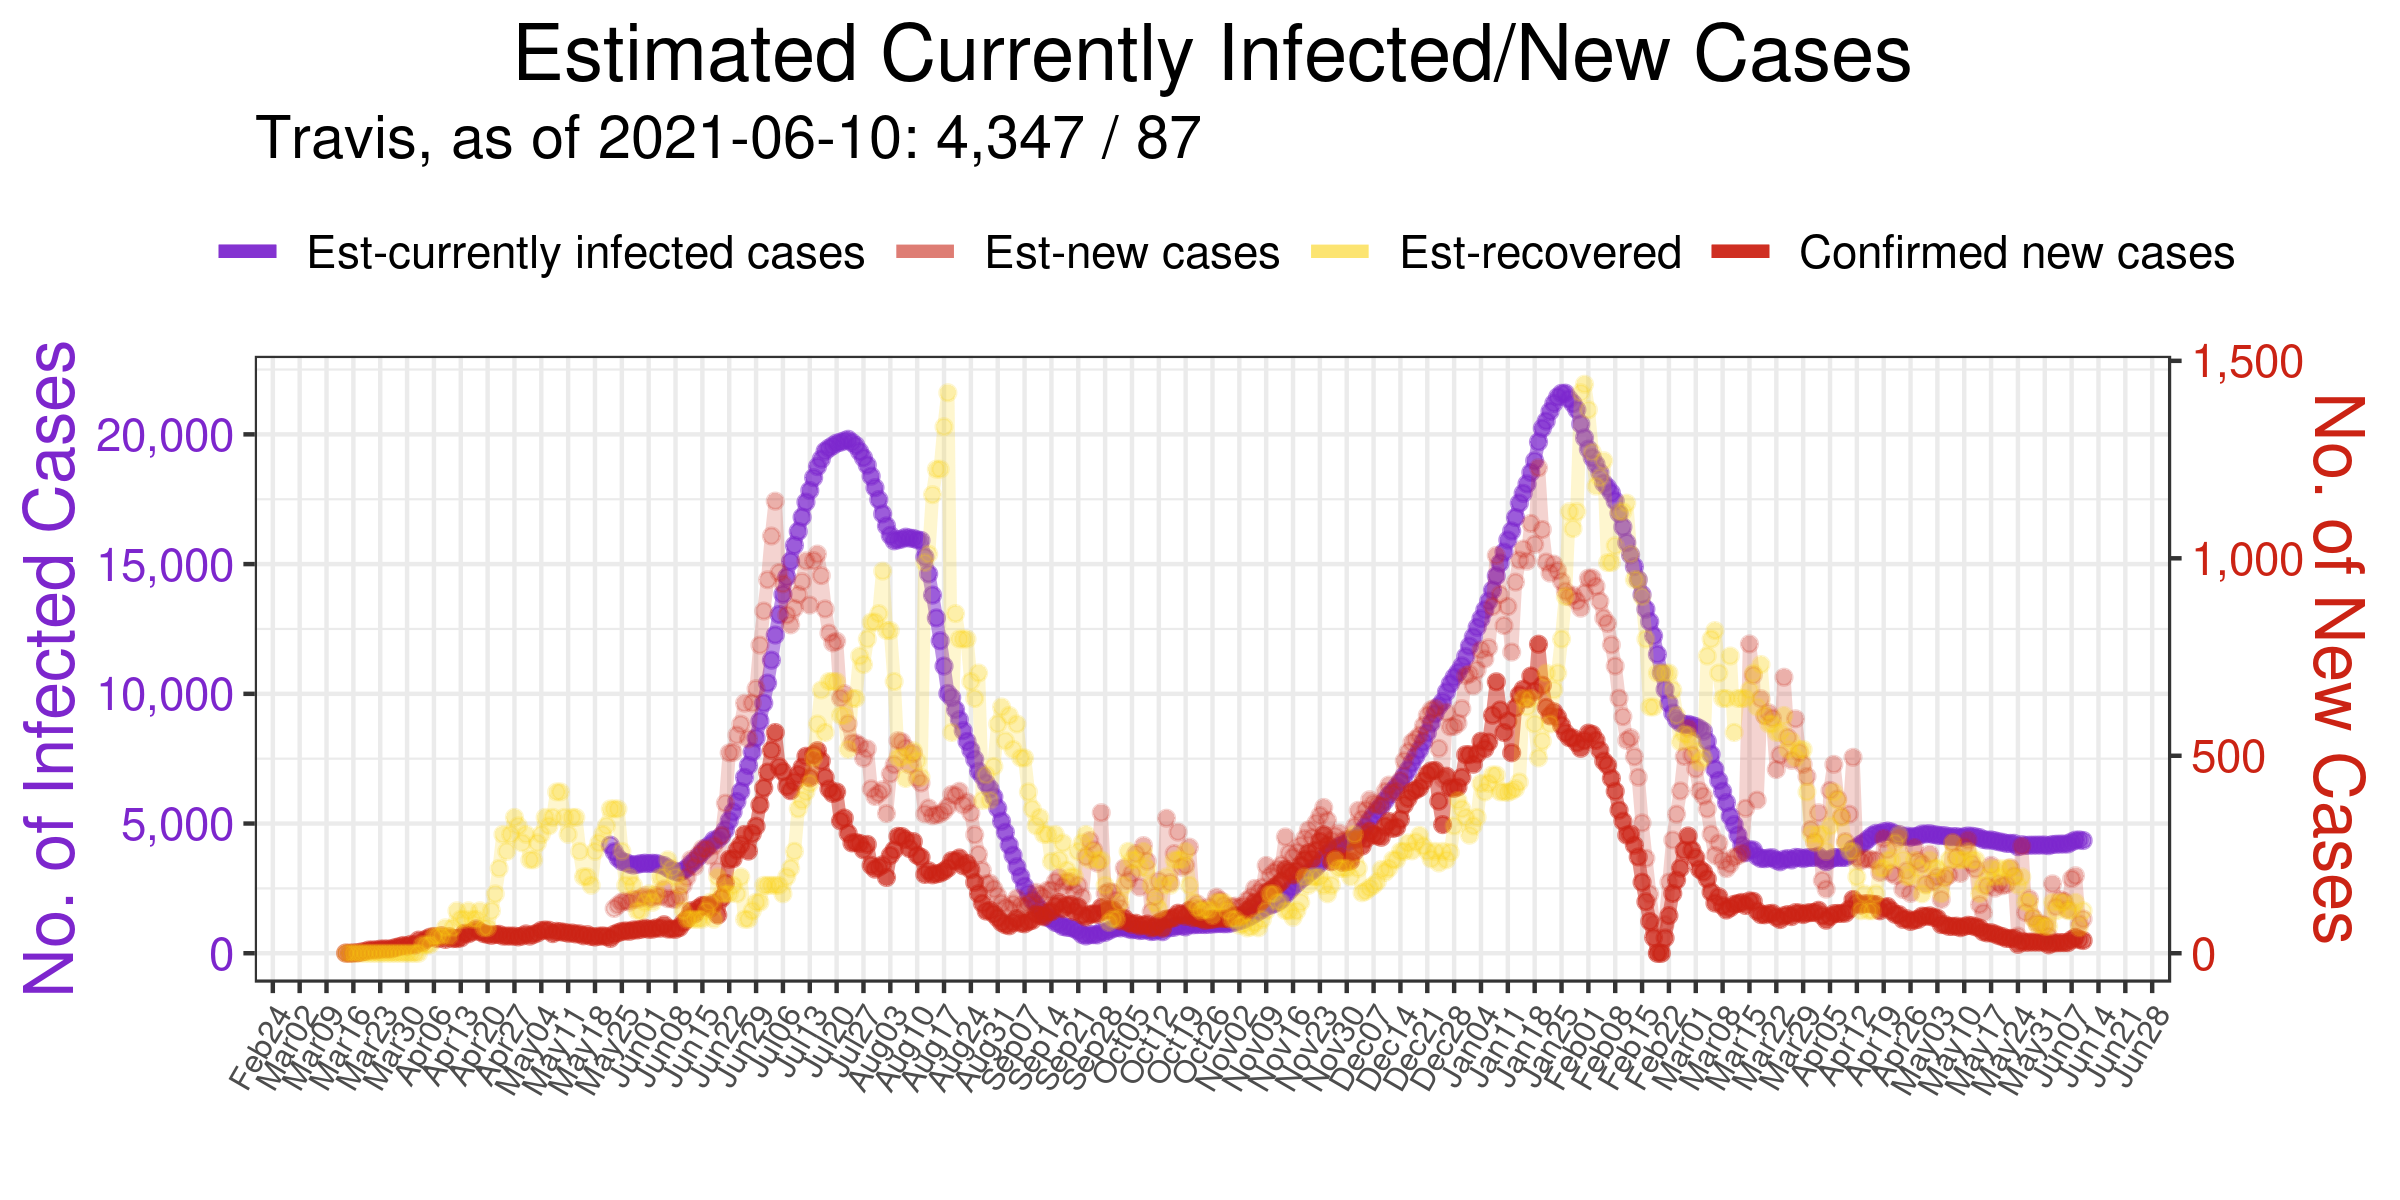 Estimated Currently Infected/New Cases
Travis, as of 2021-06-10: 4,347 / 87
Est-currently infected cases
Est-new cases
Est-recovered
Confirmed new cases
No. of Infected Cases
20,000
15,000
10,000
5,000
0
1,500
1,000
500
0
No. of New Cases
Feb24
Mar02
Mar09
Mar16
Mar23
Mar30
Apr06
Apr13
Apr20
Apr27
May04
May11
May18
May25
Jun01
Jun08
Jun15
Jun22
Jun29
Jul06
Jul13
Jul20
Jul27
Aug03
Aug10
Aug17
Aug24
Aug31
Sep07
Sep14
Sep21
Sep28
Oct05
Oct12
Oct19
Oct26
Nov02
Nov09
Nov16
Nov23
Nov30
Dec07
Dec14
Dec21
Dec28
Jan04
Jan11
Jan18
Jan25
Feb01
Feb08
Feb15
Feb22
Mar01
Mar08
Mar15
Mar22
Mar29
Apr05
Apr12
Apr19
Apr26
May03
May10
May17
May24
May31
Jun07
Jun14
Jun21
Jun28